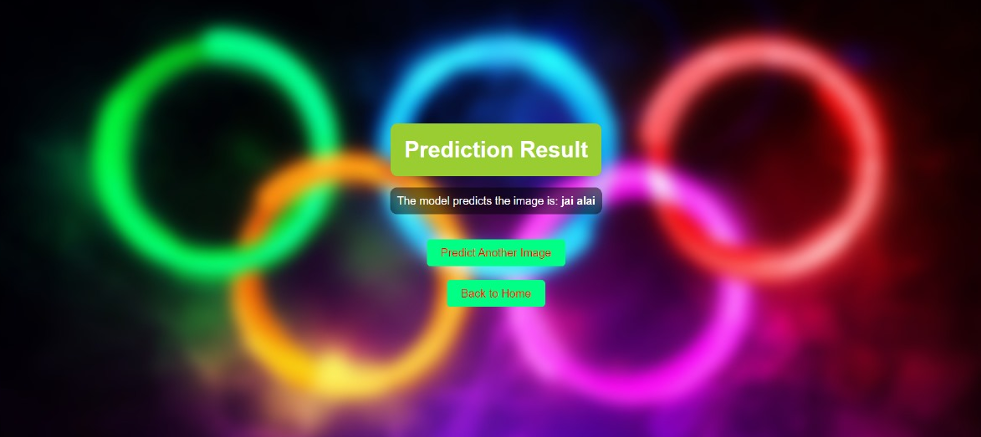 Prediction Result
The model predicts the image is: jai alai
Predict Another Image
Back to Home